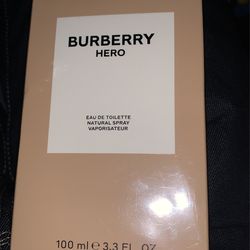 BURBERRY
HERO
EAU DE TOILETTE
NATURAL SPRAY
VAPORISATEUR
100 ml ℮ 3.3 FL. OZ.